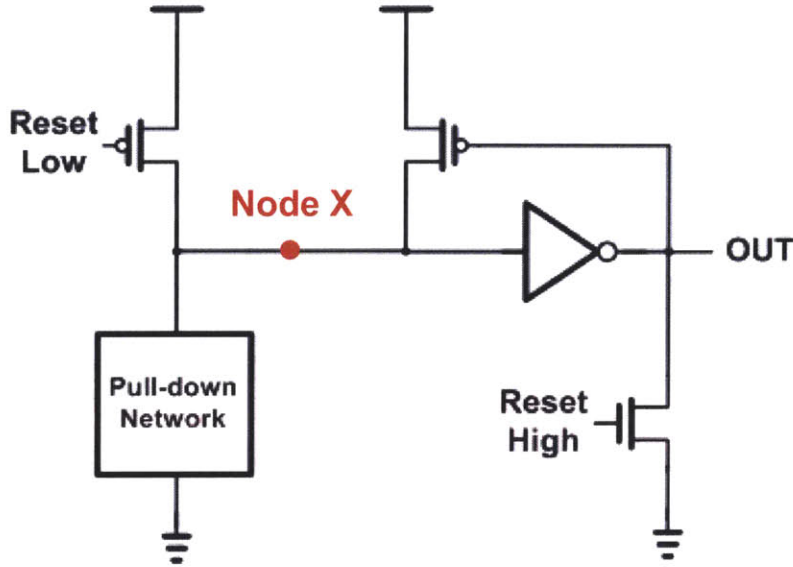 Reset
Low
Node X
OUT
Pull-down
Network
Reset
High